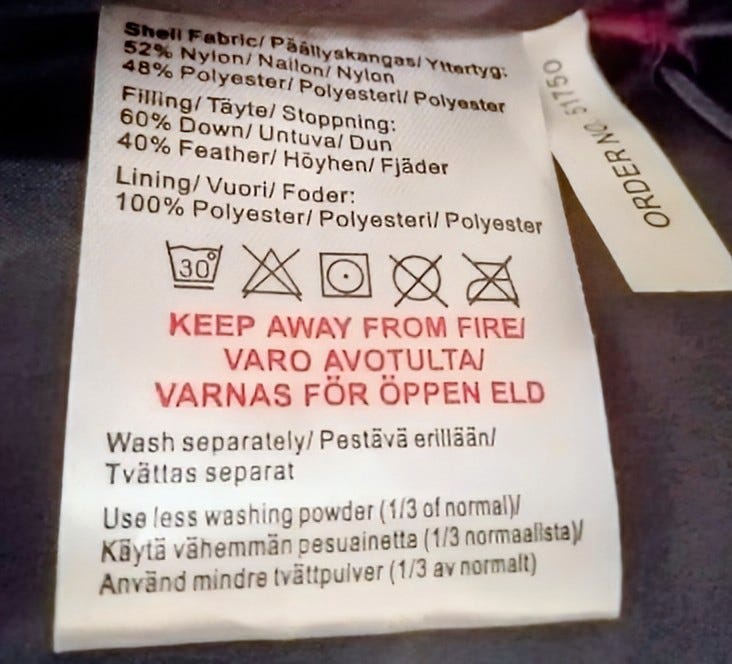 Shell Fabric/ Päällyskangas/ Yttertyg:
52% Nylon/ Nailon/ Nylon
48% Polyester/ Polyesteri/ Polyester
Filling/ Täyte/ Stoppning:
60% Down/ Untuva/ Dun
40% Feather/ Höyhen/ Fjäder
Lining/ Vuori/ Foder:
100% Polyester/ Polyesteri/ Polyester
30°
KEEP AWAY FROM FIRE/
VARO AVOTULTA/
VARNAS FÖR ÖPPEN ELD
Wash separately/ Pestävä erillään/
Tvättas separat
Use less washing powder (1/3 of normal)/
Käytä vähemmän pesuainetta (1/3 normaalista)/
Använd mindre tvättpulver (1/3 av normalt)
ORDER NO. 51750